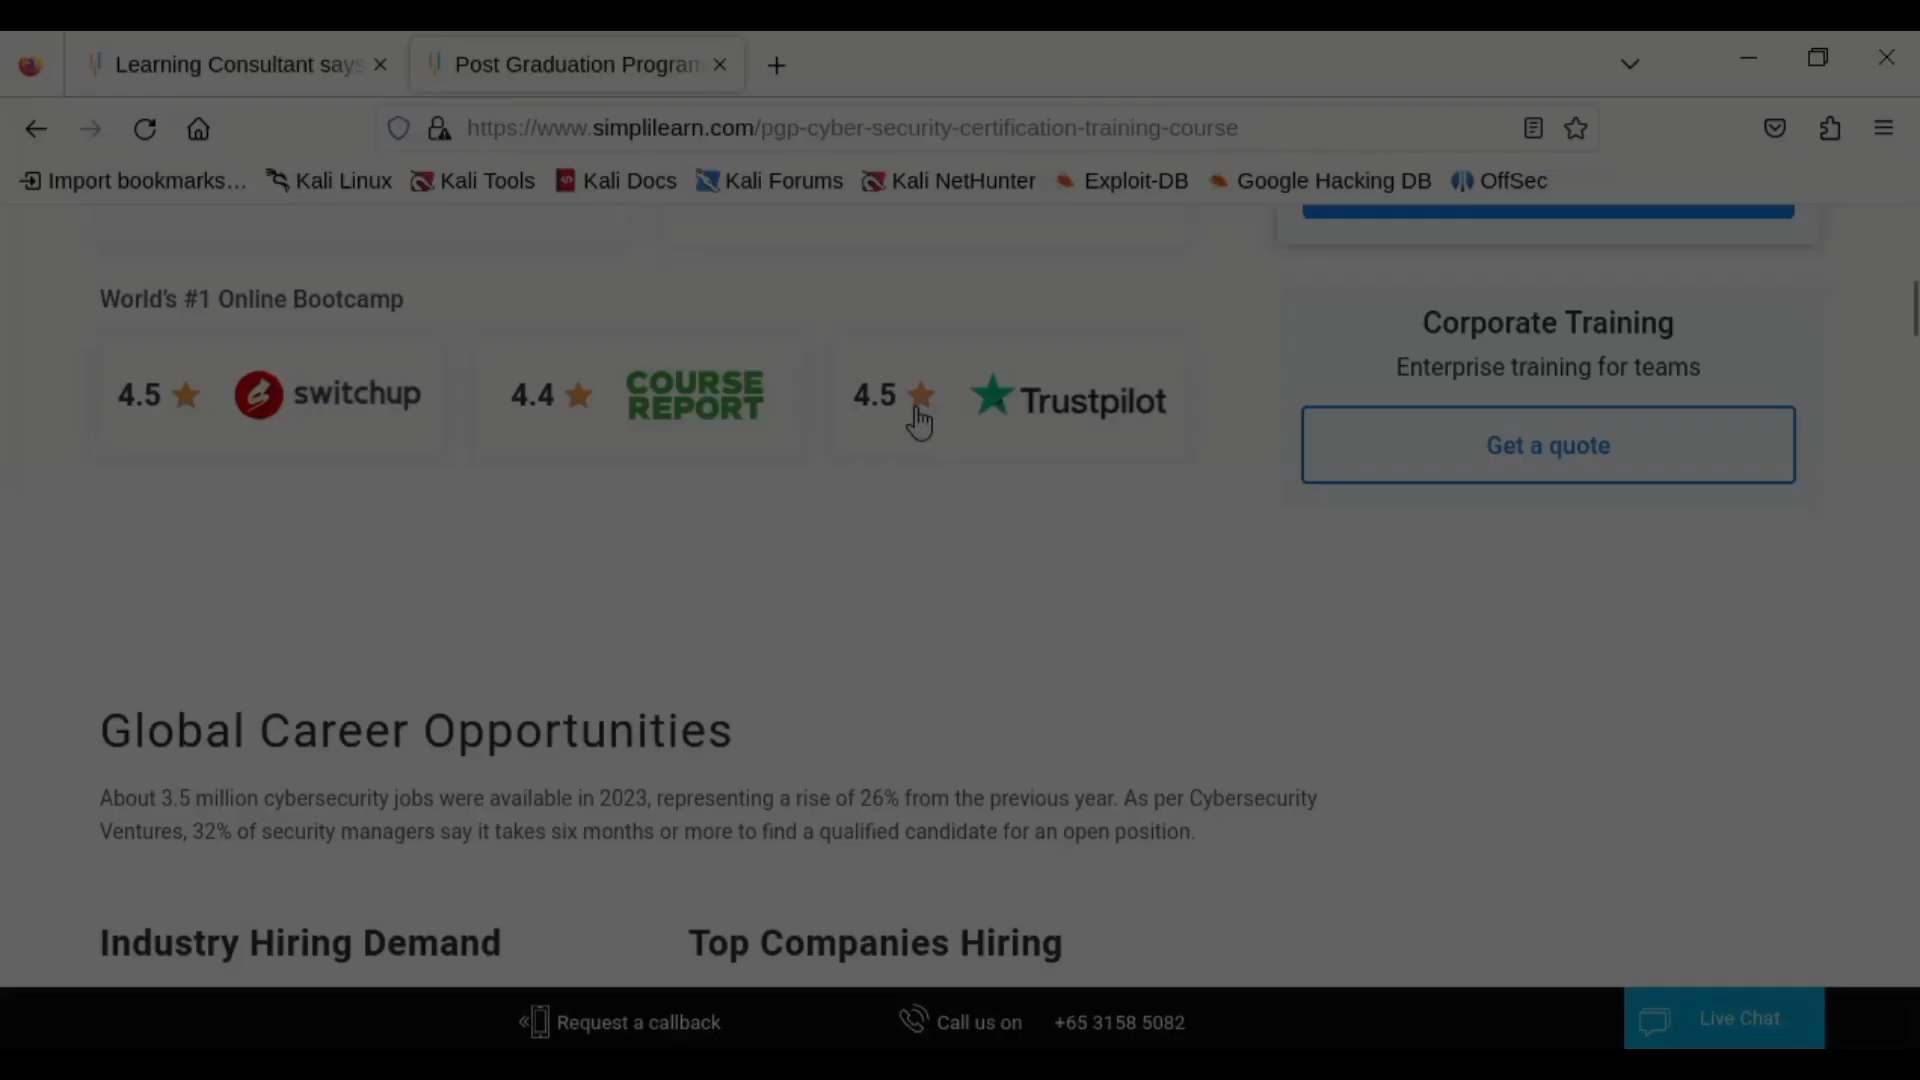 Learning Consultant says
Post Graduation Program
https://www.simplilearn.com/pgp-cyber-security-certification-training-course
Import bookmarks... Kali Linux Kali Tools Kali Docs Kali Forums Kali NetHunter Exploit-DB Google Hacking DB OffSec
World's #1 Online Bootcamp
4.5 switchup
4.4 COURSE REPORT
4.5 Trustpilot
Corporate Training
Enterprise training for teams
Get a quote
Global Career Opportunities
About 3.5 million cybersecurity jobs were available in 2023, representing a rise of 26% from the previous year. As per Cybersecurity
Ventures, 32% of security managers say it takes six months or more to find a qualified candidate for an open position.
Industry Hiring Demand
Top Companies Hiring
Request a callback
Call us on +65 3158 5082
Live Chat